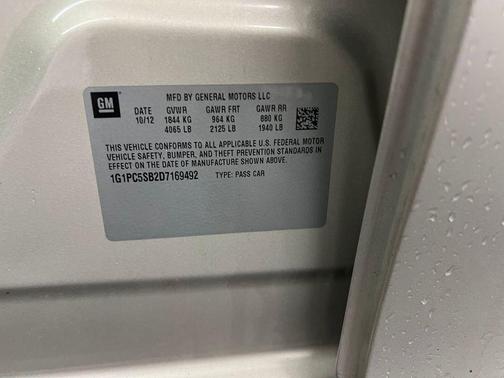 GM
MFD BY GENERAL MOTORS LLC
DATE GVWR GAWR FRT GAWR RR
10/12 1844 KG 964 KG 880 KG
4065 LB 2125 LB 1940 LB
THIS VEHICLE CONFORMS TO ALL APPLICABLE U.S. FEDERAL MOTOR
VEHICLE SAFETY, BUMPER, AND THEFT PREVENTION STANDARDS IN
EFFECT ON THE DATE OF MANUFACTURE SHOWN ABOVE.
1G1PC5SB2D7169492 TYPE: PASS CAR